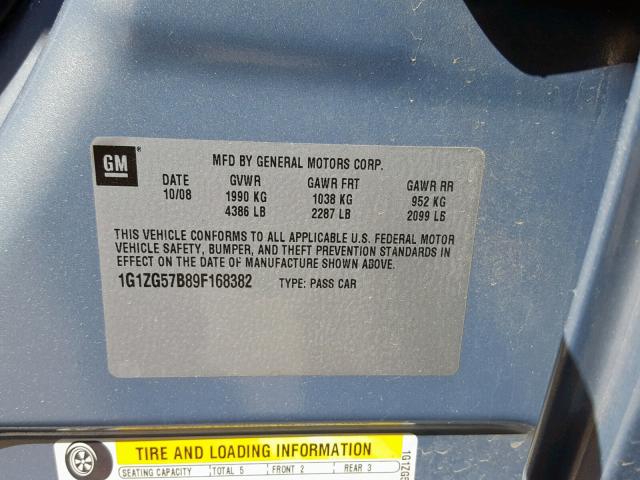 GM ® MFD BY GENERAL MOTORS CORP.
DATE GVWR GAWR FRT GAWR RR
10/08 1990 KG 1038 KG 952 KG
4386 LB 2287 LB 2099 LB
THIS VEHICLE CONFORMS TO ALL APPLICABLE U.S. FEDERAL MOTOR
VEHICLE SAFETY, BUMPER, AND THEFT PREVENTION STANDARDS IN
EFFECT ON THE DATE OF MANUFACTURE SHOWN ABOVE.
1G1ZG57B89F168382 TYPE: PASS CAR
TIRE AND LOADING INFORMATION
SEATING CAPACITY TOTAL 5 FRONT 2 REAR 3
1G1ZG5